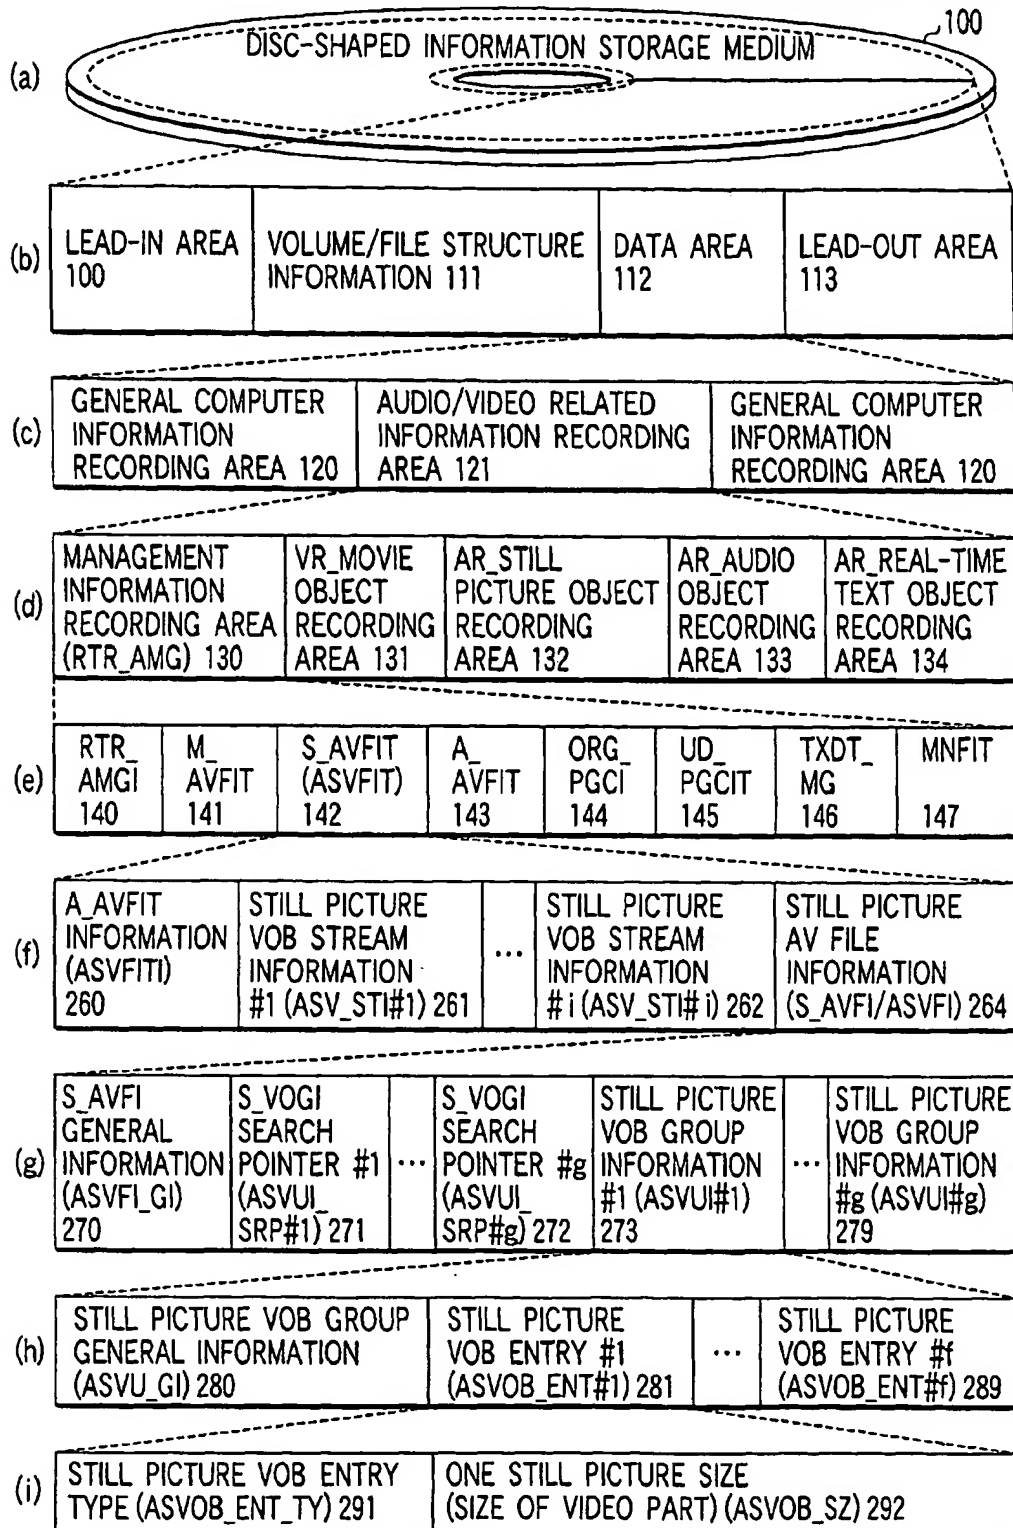 100
DISC-SHAPED INFORMATION STORAGE MEDIUM
(a)
(b)
LEAD-IN AREA
100
VOLUME/FILE STRUCTURE
INFORMATION 111
DATA AREA
112
LEAD-OUT AREA
113
(c)
GENERAL COMPUTER
INFORMATION
RECORDING AREA 120
AUDIO/VIDEO RELATED
INFORMATION RECORDING
AREA 121
GENERAL COMPUTER
INFORMATION
RECORDING AREA 120
(d)
MANAGEMENT
INFORMATION
RECORDING AREA
(RTR_AMG) 130
VR_MOVIE
OBJECT
RECORDING
AREA 131
AR_STILL
PICTURE OBJECT
RECORDING
AREA 132
AR_AUDIO
OBJECT
RECORDING
AREA 133
AR_REAL-TIME
TEXT OBJECT
RECORDING
AREA 134
(e)
RTR_
AMGI
140
M_
AVFIT
141
S_AVFIT
(ASVFIT)
142
A_
AVFIT
143
ORG_
PGCI
144
UD_
PGCIT
145
TXDT_
MG
146
MNFIT
147
(f)
A_AVFIT
INFORMATION
(ASVFITI)
260
STILL PICTURE
VOB STREAM
INFORMATION
#1 (ASV_STI#1) 261
...
STILL PICTURE
VOB STREAM
INFORMATION
#i (ASV_STI#i) 262
STILL PICTURE
AV FILE
INFORMATION
(S_AVFI/ASVFI) 264
(g)
S_AVFI
GENERAL
INFORMATION
(ASVFI_GI)
270
S_VOGI
SEARCH
POINTER #1
(ASVUI_
SRP#1) 271
...
S_VOGI
SEARCH
POINTER #g
(ASVUI_
SRP#g) 272
STILL PICTURE
VOB GROUP
INFORMATION
#1 (ASVUI#1)
273
...
STILL PICTURE
VOB GROUP
INFORMATION
#g (ASVUI#g)
279
(h)
STILL PICTURE VOB GROUP
GENERAL INFORMATION
(ASVU_GI) 280
STILL PICTURE
VOB ENTRY #1
(ASVOB_ENT#1) 281
...
STILL PICTURE
VOB ENTRY #f
(ASVOB_ENT#f) 289
(i)
STILL PICTURE VOB ENTRY
TYPE (ASVOB_ENT_TY) 291
ONE STILL PICTURE SIZE
(SIZE OF VIDEO PART) (ASVOB_SZ) 292